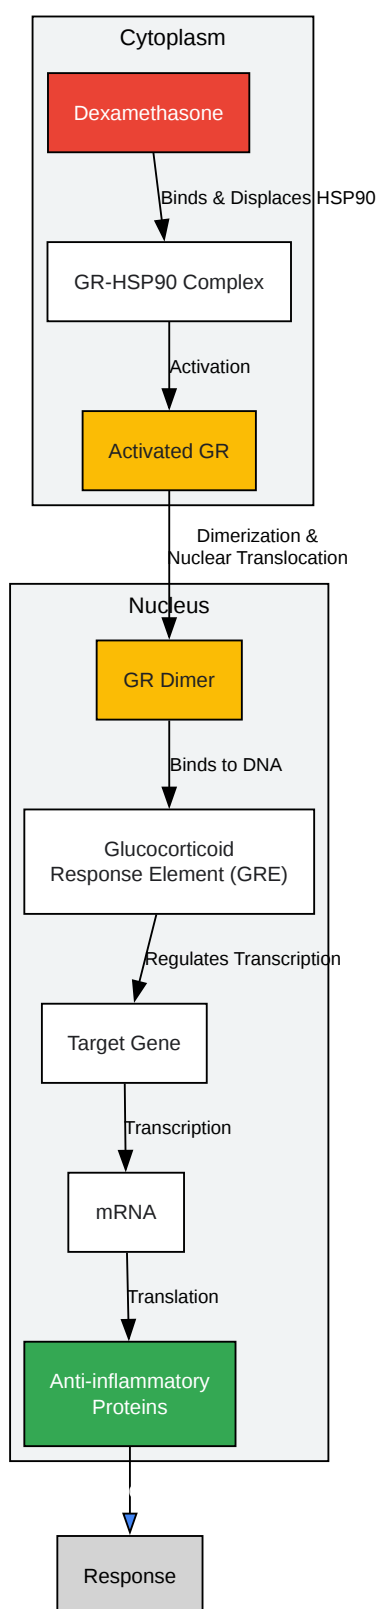 Cytoplasm
Dexamethasone
Binds & Displaces HSP90
GR-HSP90 Complex
Activation
Activated GR
Dimerization &
Nuclear Translocation
Nucleus
GR Dimer
Binds to DNA
Glucocorticoid
Response Element (GRE)
Regulates Transcription
Target Gene
Transcription
mRNA
Translation
Anti-inflammatory
Proteins
Response